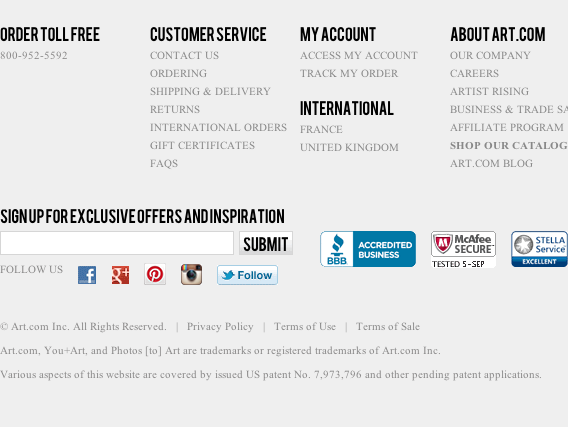 ORDER TOLL FREE
800-952-5592
CUSTOMER SERVICE
CONTACT US
ORDERING
SHIPPING & DELIVERY
RETURNS
INTERNATIONAL ORDERS
GIFT CERTIFICATES
FAQS
MY ACCOUNT
ACCESS MY ACCOUNT
TRACK MY ORDER
INTERNATIONAL
FRANCE
UNITED KINGDOM
ABOUT ART.COM
OUR COMPANY
CAREERS
ARTIST RISING
BUSINESS & TRADE SA
AFFILIATE PROGRAM
SHOP OUR CATALOG
ART.COM BLOG
SIGN UP FOR EXCLUSIVE OFFERS AND INSPIRATION
SUBMIT
BBB. ACCREDITED BUSINESS
McAfee SECURE™
TESTED 5-SEP
STELLA Service
EXCELLENT
FOLLOW US
Follow
© Art.com Inc. All Rights Reserved. | Privacy Policy | Terms of Use | Terms of Sale
Art.com, You+Art, and Photos [to] Art are trademarks or registered trademarks of Art.com Inc.
Various aspects of this website are covered by issued US patent No. 7,973,796 and other pending patent applications.